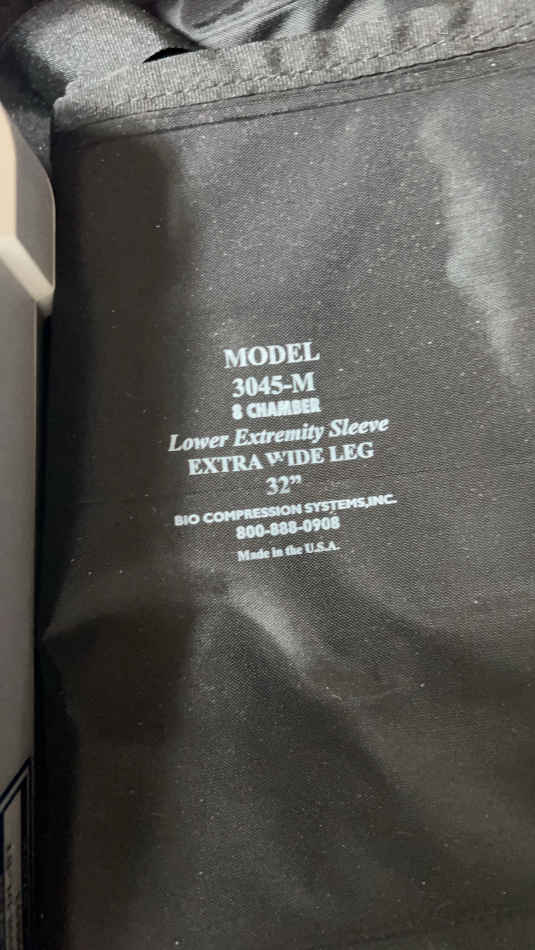 MODEL
3045-M
8 CHAMBER
Lower Extremity Sleeve
EXTRA WIDE LEG
32”
BIO COMPRESSION SYSTEMS,INC.
800-888-0908
Made in the U.S.A.